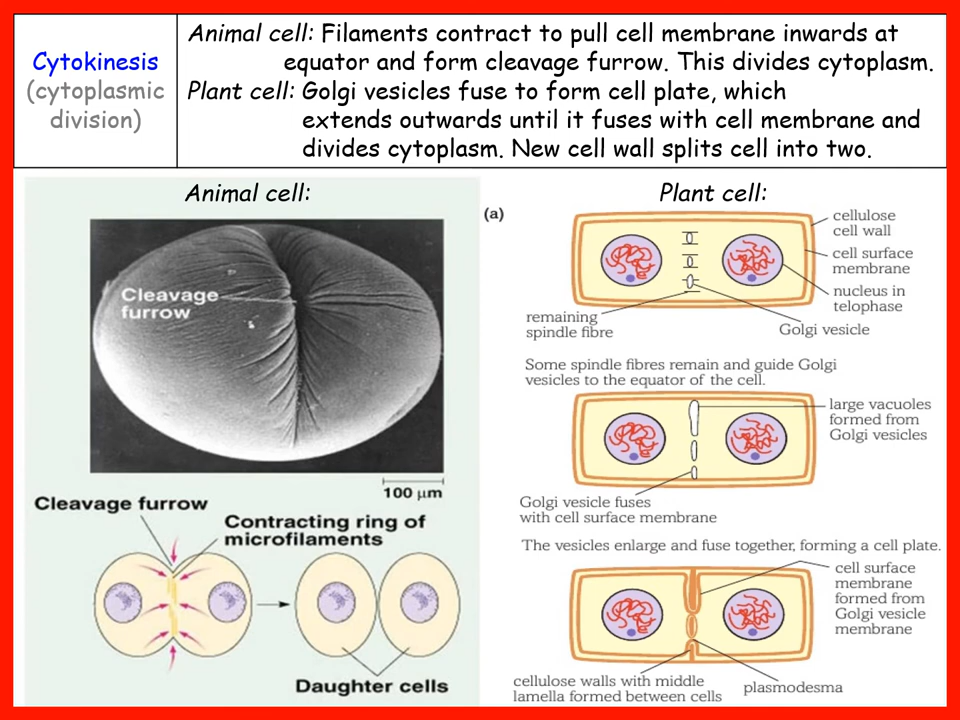 Cytokinesis
(cytoplasmic
division)
Animal cell: Filaments contract to pull cell membrane inwards at
equator and form cleavage furrow. This divides cytoplasm.
Plant cell: Golgi vesicles fuse to form cell plate, which
extends outwards until it fuses with cell membrane and
divides cytoplasm. New cell wall splits cell into two.
Animal cell:
Cleavage
furrow
100 µm
Cleavage furrow
Contracting ring of
microfilaments
Daughter cells
Plant cell:
(a)
cellulose
cell wall
cell surface
membrane
nucleus in
telophase
remaining
spindle fibre
Golgi vesicle
Some spindle fibres remain and guide Golgi
vesicles to the equator of the cell.
large vacuoles
formed from
Golgi vesicles
Golgi vesicle fuses
with cell surface membrane
The vesicles enlarge and fuse together, forming a cell plate.
cell surface
membrane
formed from
Golgi vesicle
membrane
cellulose walls with middle
lamella formed between cells
plasmodesma